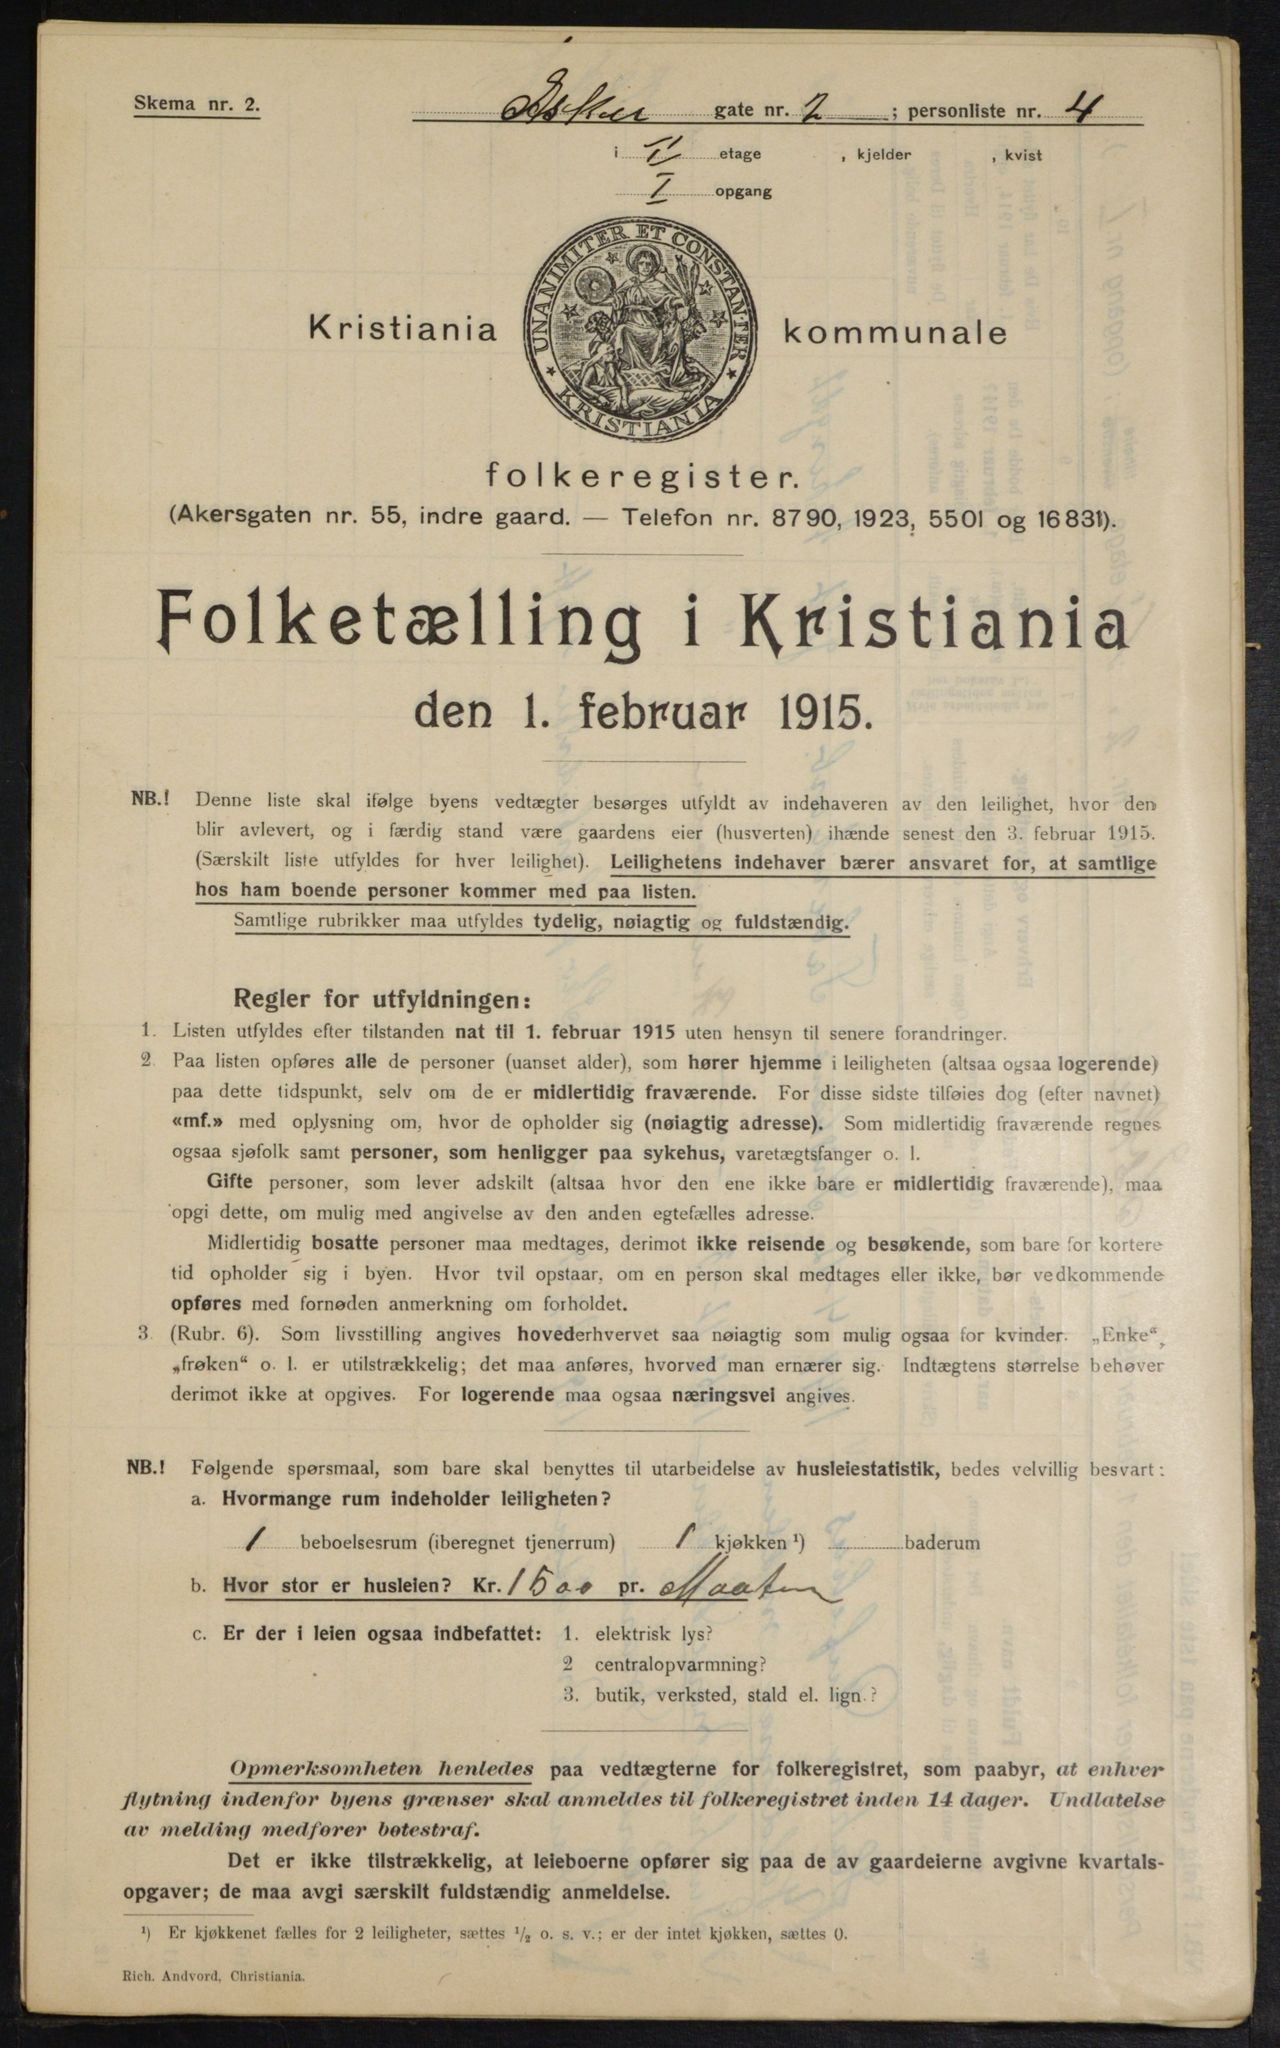 Skema nr. 2.
Asker gate nr. 2 ; personliste nr. 4
i II etage , kjelder , kvist
I opgang
UNANIMITER ET CONSTANTER
KRISTIANIA
Kristiania kommunale
folkeregister.
(Akersgaten nr. 55, indre gaard. — Telefon nr. 8790, 1923, 5501 og 16831).
Folketælling i Kristiania
den 1. februar 1915.
NB.! Denne liste skal ifølge byens vedtægter besørges utfyldt av indehaveren av den leilighet, hvor den
blir avlevert, og i færdig stand være gaardens eier (husverten) ihænde senest den 3. februar 1915.
(Særskilt liste utfyldes for hver leilighet). Leilighetens indehaver bærer ansvaret for, at samtlige
hos ham boende personer kommer med paa listen.
Samtlige rubrikker maa utfyldes tydelig, nøiagtig og fuldstændig.
Regler for utfyldningen:
1. Listen utfyldes efter tilstanden nat til 1. februar 1915 uten hensyn til senere forandringer.
2. Paa listen opføres alle de personer (uanset alder), som hører hjemme i leiligheten (altsaa ogsaa logerende)
paa dette tidspunkt, selv om de er midlertidig fraværende. For disse sidste tilføies dog (efter navnet)
«mf.» med oplysning om, hvor de opholder sig (nøiagtig adresse). Som midlertidig fraværende regnes
ogsaa sjøfolk samt personer, som henligger paa sykehus, varetægtsfanger o. l.
Gifte personer, som lever adskilt (altsaa hvor den ene ikke bare er midlertidig fraværende), maa
opgi dette, om mulig med angivelse av den anden egtefælles adresse.
Midlertidig bosatte personer maa medtages, derimot ikke reisende og besøkende, som bare for kortere
tid opholder sig i byen. Hvor tvil opstaar, om en person skal medtages eller ikke, bør vedkommende
opføres med fornøden anmerkning om forholdet.
3. (Rubr. 6). Som livsstilling angives hovederhvervet saa nøiagtig som mulig ogsaa for kvinder. „Enke“,
„frøken“ o. l. er utilstrækkelig; det maa anføres, hvorved man ernærer sig. Indtægtens størrelse behøver
derimot ikke at opgives. For logerende maa ogsaa næringsvei angives.
NB.! Følgende spørsmaal, som bare skal benyttes til utarbeidelse av husleiestatistik, bedes velvillig besvart:
a. Hvormange rum indeholder leiligheten?
1 beboelsesrum (iberegnet tjenerrum) 1 kjøkken ¹) baderum
b. Hvor stor er husleien? Kr. 1500 pr. Maaten
c. Er der i leien ogsaa indbefattet: 1. elektrisk lys?
2 centralopvarmning?
3. butik, verksted, stald el. lign.?
Opmerksomheten henledes paa vedtægterne for folkeregistret, som paabyr, at enhver
flytning indenfor byens grænser skal anmeldes til folkeregistret inden 14 dager. Undlatelse
av melding medfører bøtestraf.
Det er ikke tilstrækkelig, at leieboerne opfører sig paa de av gaardeierne avgivne kvartals-
opgaver; de maa avgi særskilt fuldstændig anmeldelse.
¹) Er kjøkkenet fælles for 2 leiligheter, sættes ½ o. s. v.; er der intet kjøkken, sættes 0.
Rich. Andvord, Christiania.